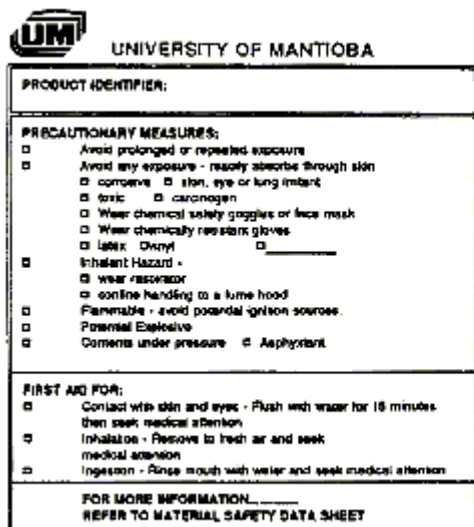 UM
UNIVERSITY OF MANTIOBA
PRODUCT IDENTIFIER:
PRECAUTIONARY MEASURES:
Avoid prolonged or repeated exposure
Avoid any exposure - readily absorbs through skin
corrosive skin, eye or lung irritant
toxic carcinogen
Wear chemical safety goggles or face mask
Wear chemically resistant gloves
latex vinyl
Inhalant Hazard -
wear respirator
confine handling to a fume hood
Flammable - avoid potential ignition sources.
Potential Explosive
Contents under pressure Asphyxiant
FIRST AID FOR:
Contact with skin and eyes - Flush with water for 15 minutes
then seek medical attention
Inhalation - Remove to fresh air and seek
medical attention
Ingestion - Rinse mouth with water and seek medical attention
FOR MORE INFORMATION..........
REFER TO MATERIAL SAFETY DATA SHEET